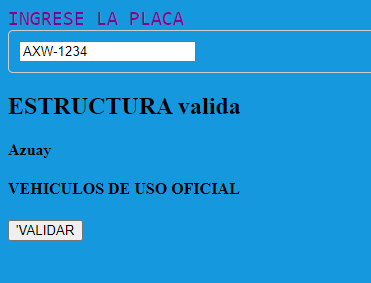 INGRESE LA PLACA
AXW-1234
ESTRUCTURA valida
Azuay
VEHICULOS DE USO OFICIAL
'VALIDAR